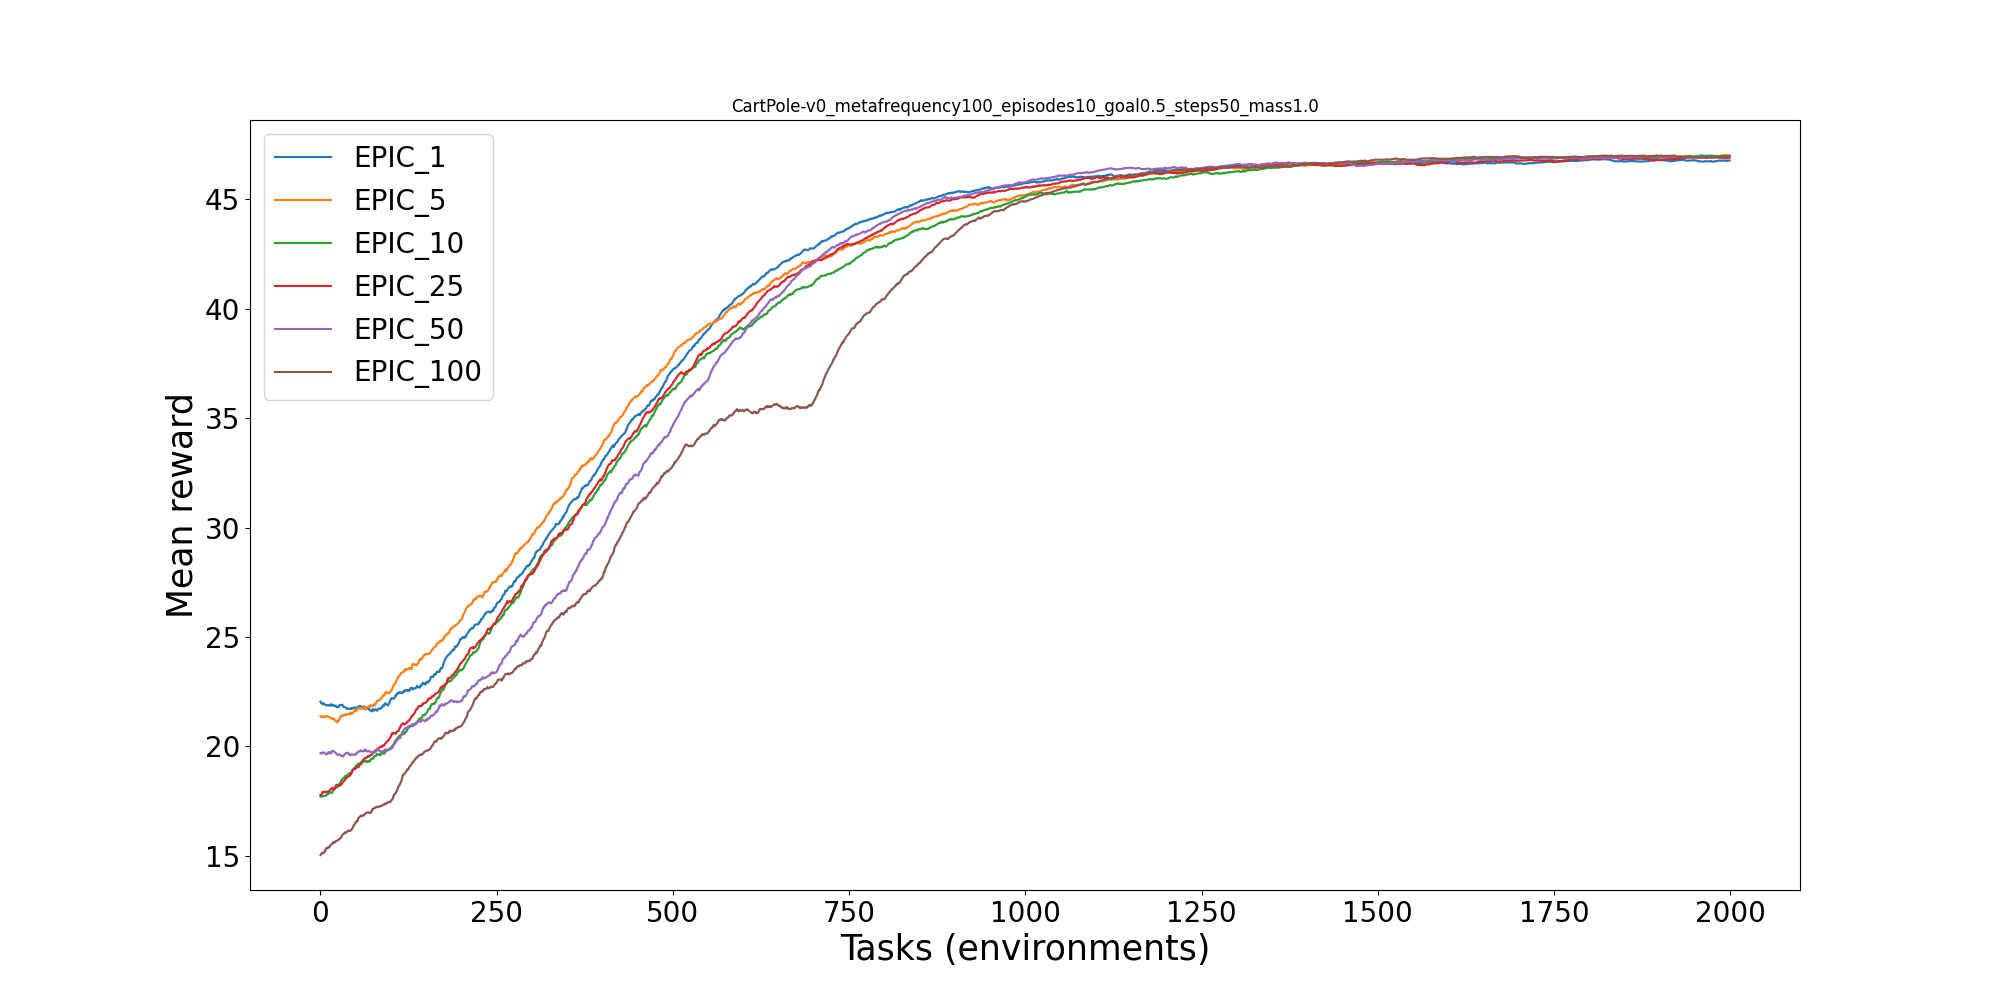 CartPole-v0_metafrequency100_episodes10_goal0.5_steps50_mass1.0
EPIC_1
EPIC_5
EPIC_10
EPIC_25
EPIC_50
EPIC_100
Mean reward
45
40
35
30
25
20
15
0 250 500 750 1000 1250 1500 1750 2000
Tasks (environments)